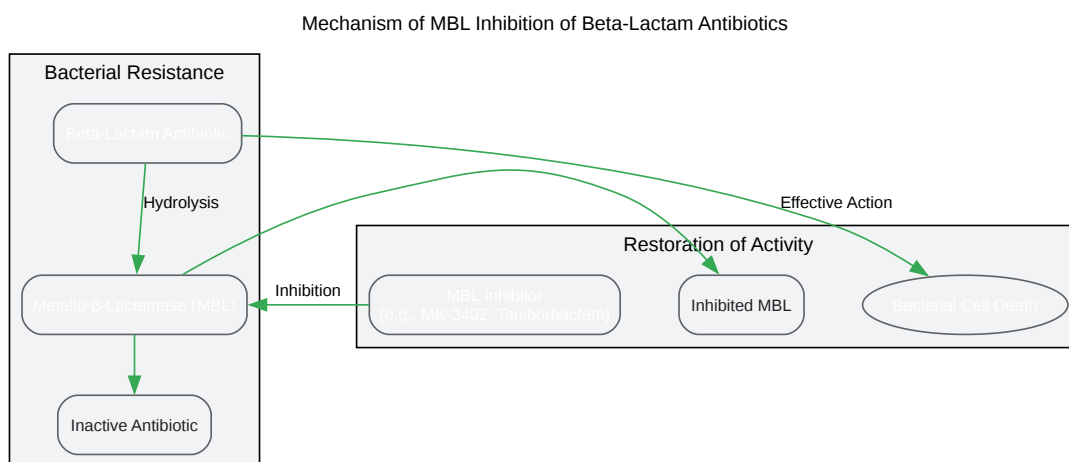 Mechanism of MBL Inhibition of Beta-Lactam Antibiotics
Bacterial Resistance
Beta-Lactam Antibiotic
Hydrolysis
Effective Action
Restoration of Activity
Metallo-β-Lactamase (MBL)
Inhibition
MBL Inhibitor
(e.g., MK-3402, Taniborbactam)
Inhibited MBL
Bacterial Cell Death
Inactive Antibiotic